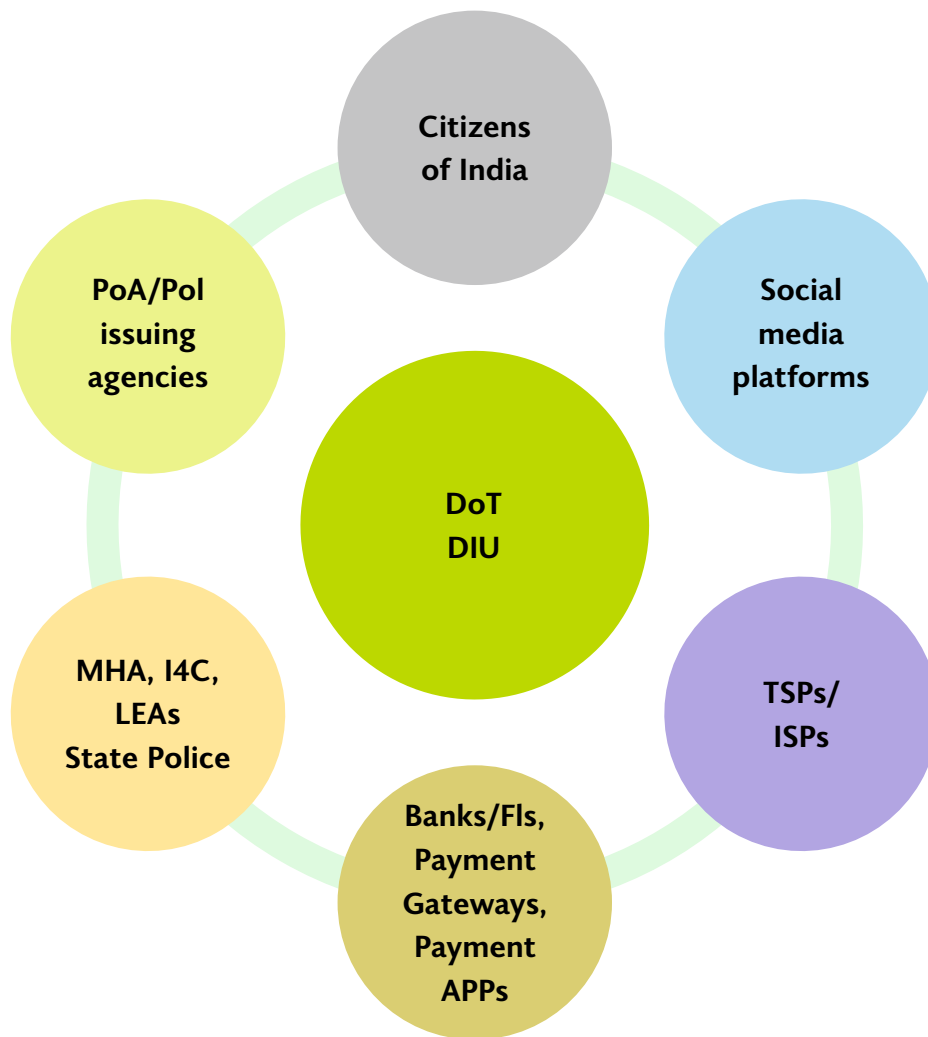 Citizens
of India
Social
media
platforms
TSPs/
ISPs
Banks/FIs,
Payment
Gateways,
Payment
APPs
MHA, I4C,
LEAs
State Police
PoA/PoI
issuing
agencies
DoT
DIU